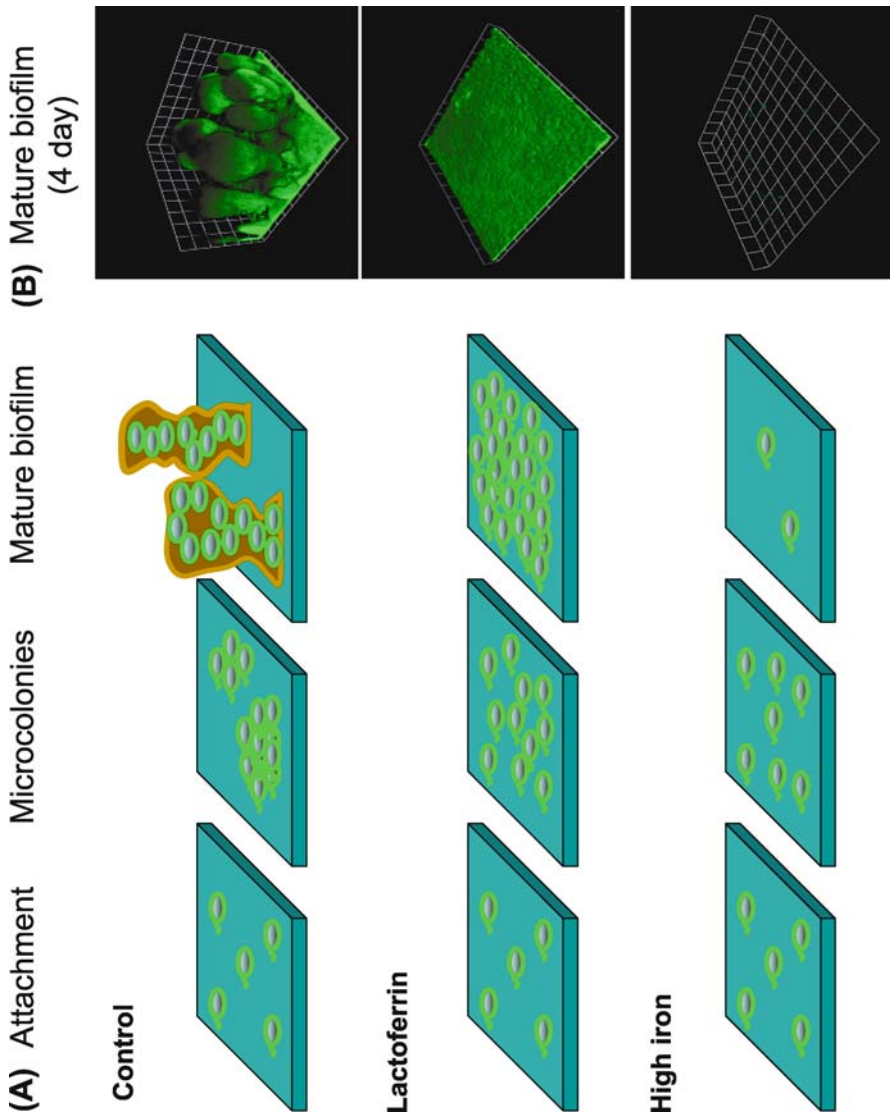 (A) Attachment
Microcolonies
Mature biofilm
(B) Mature biofilm
(4 day)
Control
Lactoferrin
High iron